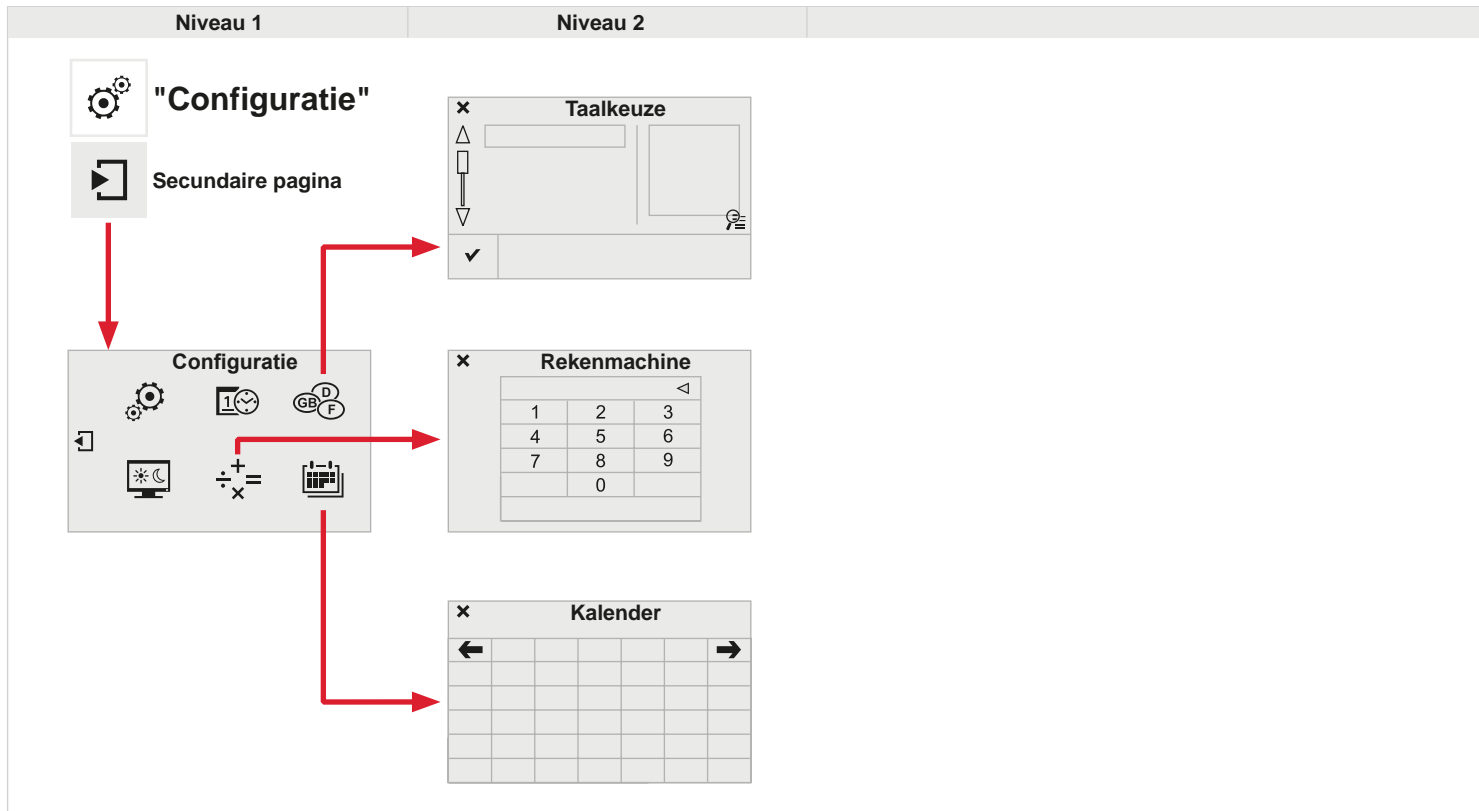 Niveau 1 Niveau 2
"Configuratie"
Secundaire pagina
Configuratie
1
GB D F
Taalkeuze
Rekenmachine
1 2 3
4 5 6
7 8 9
0
Kalender